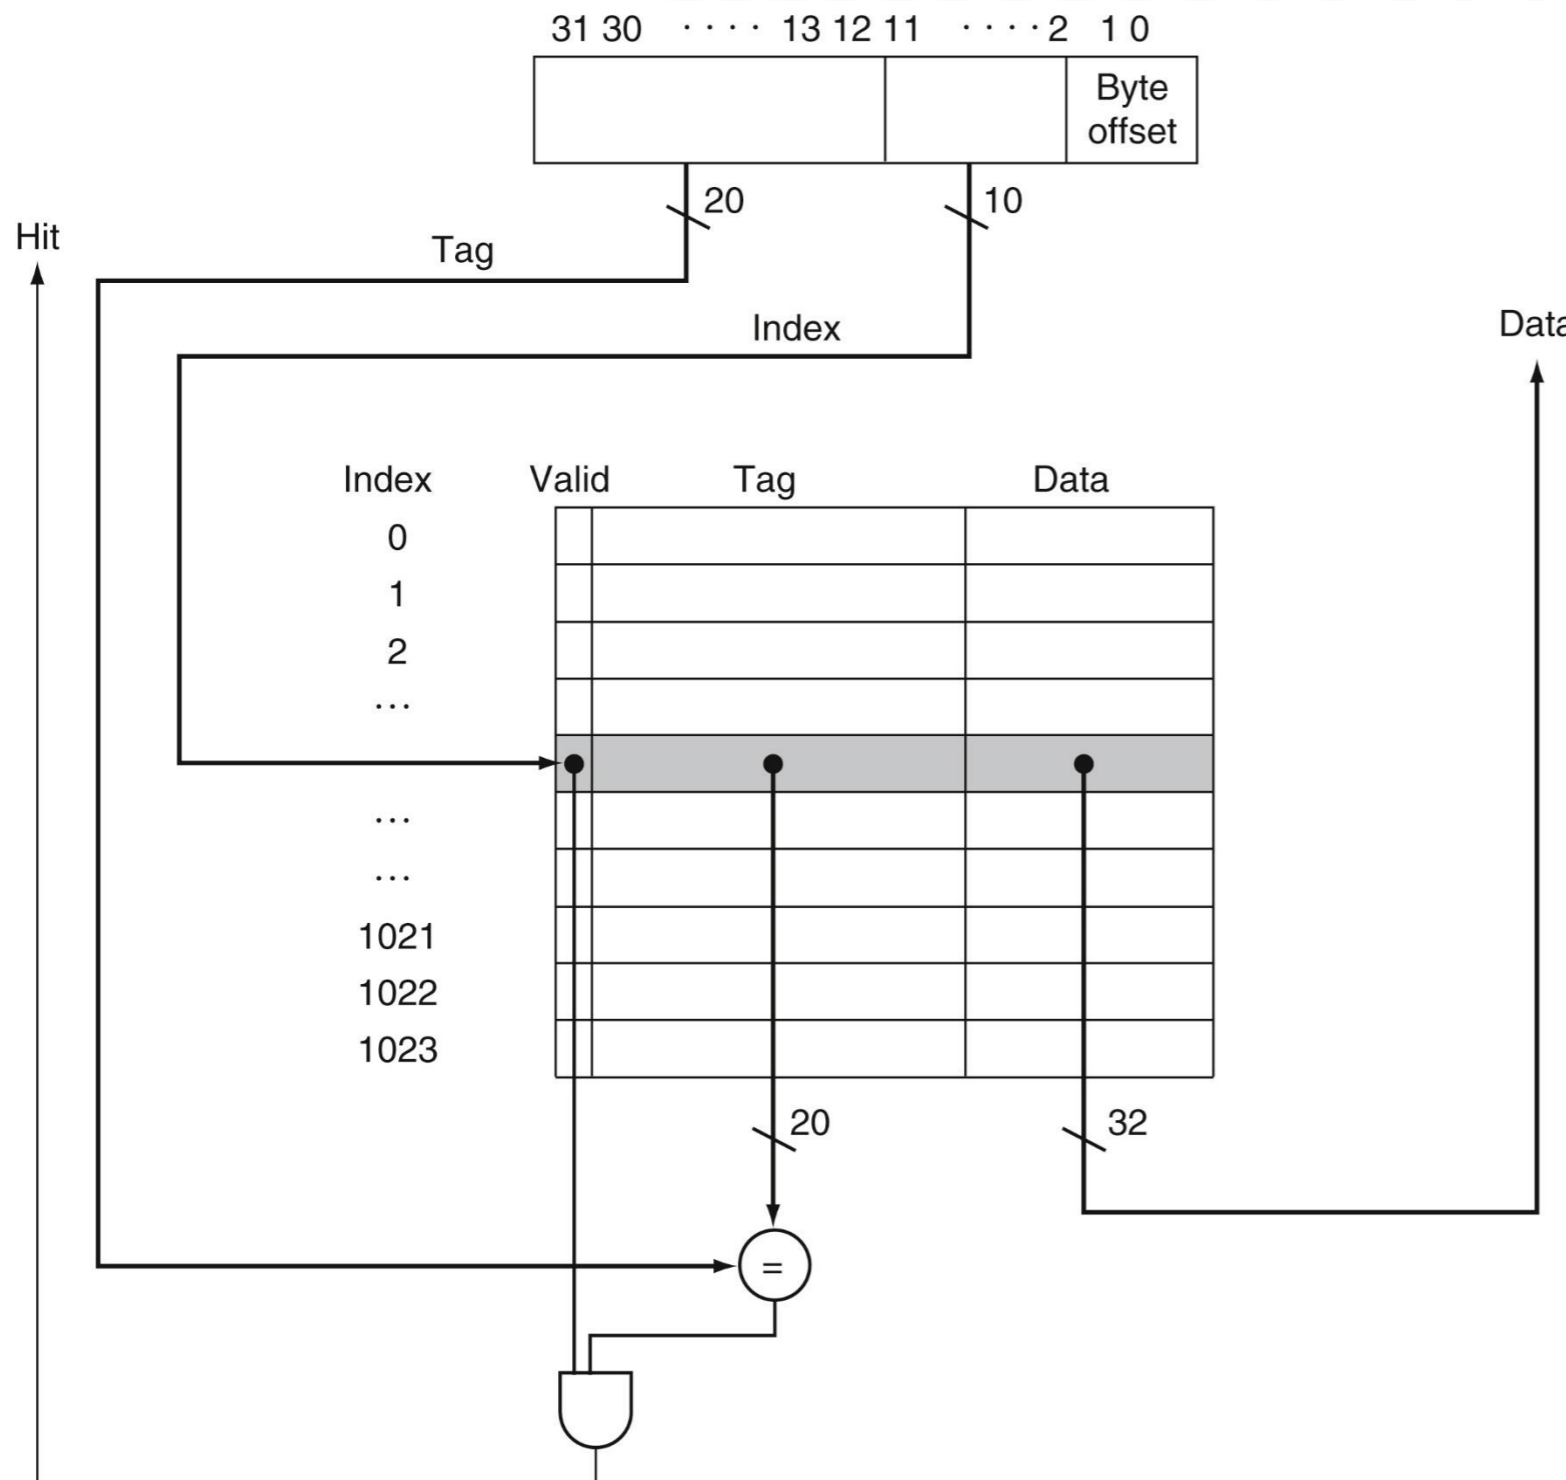 31 30 · · · · 13 12 11 · · · · 2 1 0
Byte
offset
20
10
Hit
Tag
Index
Data
Index Valid Tag Data
0
1
2
...
...
...
1021
1022
1023
20
32
=